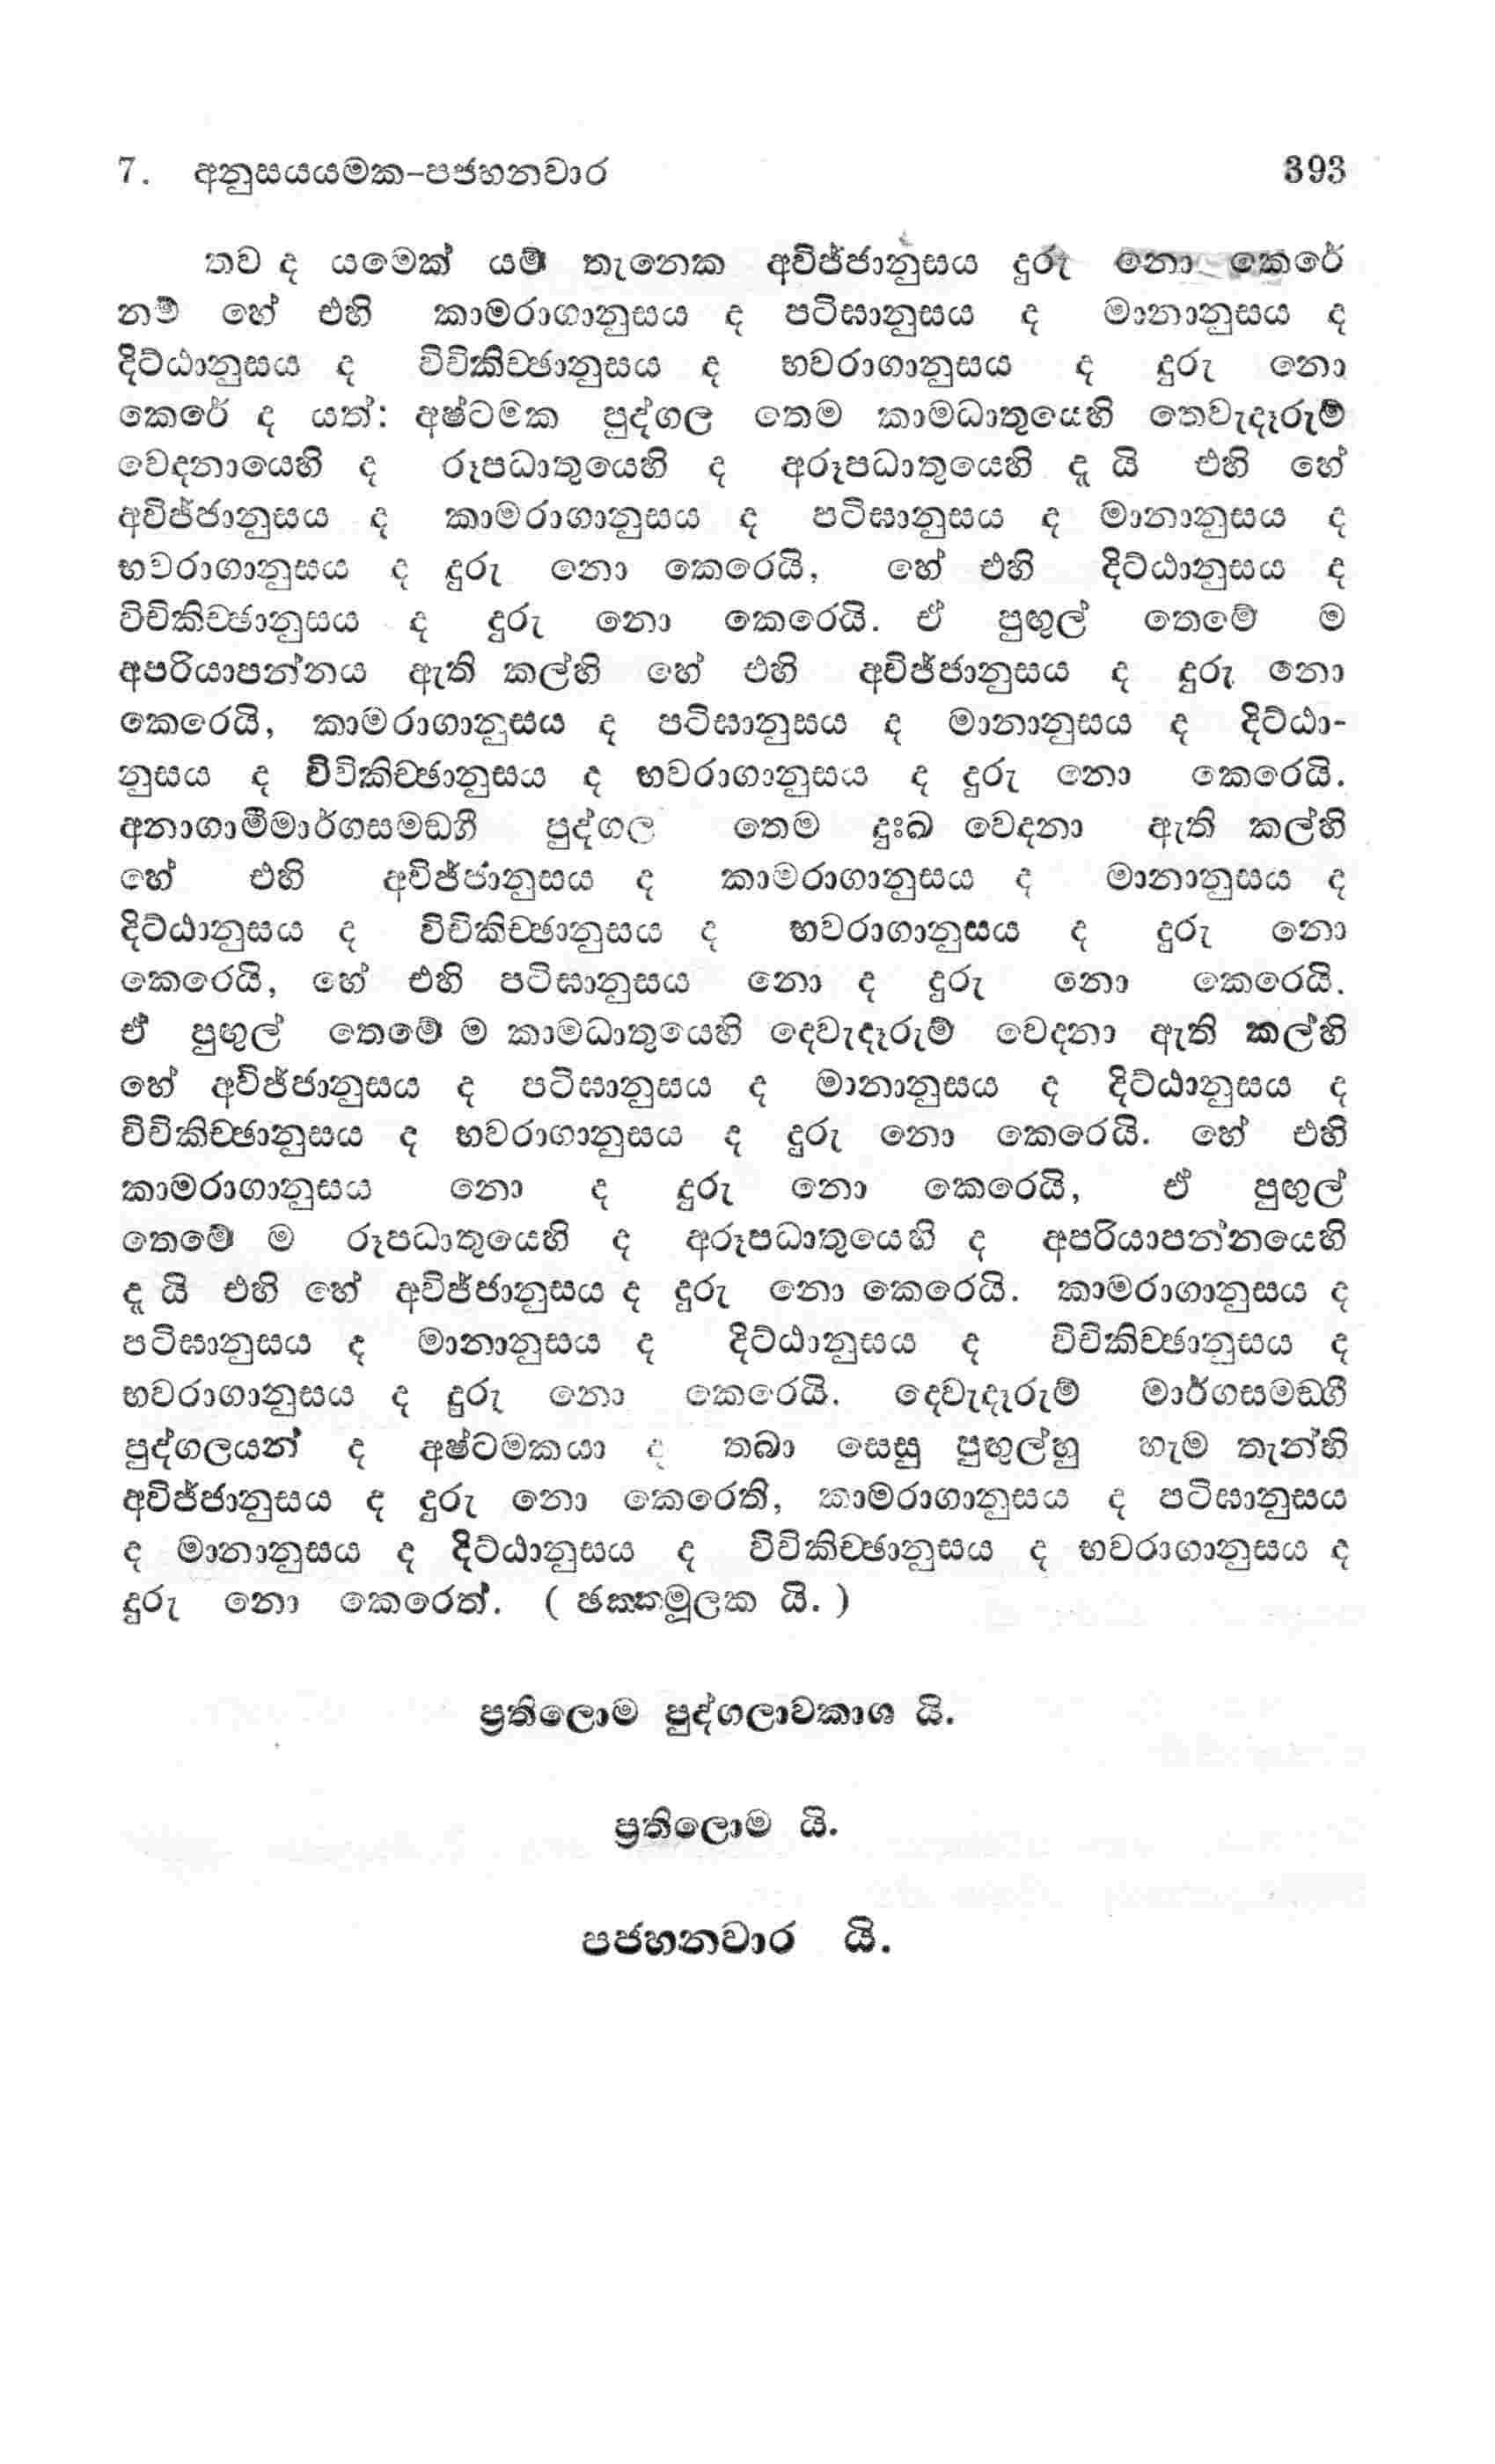 7. අනුසයයමක-පජහනවාර 393
තව ද යමෙක් යම් තැනෙක අවිජ්ජානුසය දුරු නො කෙරේ
නම් හේ එහි කාමරාගානුසය ද පටිඝානුසය ද මානානුසය ද
දිට්ඨානුසය ද විචිකිච්ඡානුසය ද භවරාගානුසය ද දුරු නො
කෙරේ ද යත්: අෂ්ටමක පුද්ගල තෙම කාමධාතුයෙහි තෙවැදෑරුම්
වෙදනායෙහි ද රූපධාතුයෙහි ද අරූපධාතුයෙහි දැ යි එහි හේ
අවිජ්ජානුසය ද කාමරාගානුසය ද පටිඝානුසය ද මානානුසය ද
භවරාගානුසය ද දුරු නො කෙරෙයි, හේ එහි දිට්ඨානුසය ද
විචිකිච්ඡානුසය ද දුරු නො කෙරෙයි. ඒ පුඟුල් තෙමේ ම
අපරියාපන්නය ඇති කල්හි හේ එහි අවිජ්ජානුසය ද දුරු නො
කෙරෙයි, කාමරාගානුසය ද පටිඝානුසය ද මානානුසය ද දිට්ඨා-
නුසය ද විචිකිච්ඡානුසය ද භවරාගානුසය ද දුරු නො කෙරෙයි.
අනාගාමීමාර්ගසමඞ්ගී පුද්ගල තෙම දුඃඛ වෙදනා ඇති කල්හි
හේ එහි අවිජ්ජානුසය ද කාමරාගානුසය ද මානානුසය ද
දිට්ඨානුසය ද විචිකිච්ඡානුසය ද භවරාගානුසය ද දුරු නො
කෙරෙයි, හේ එහි පටිඝානුසය නො ද දුරු නො කෙරෙයි.
ඒ පුඟුල් තෙමේ ම කාමධාතුයෙහි දෙවැදෑරුම් වෙදනා ඇති කල්හි
හේ අවිජ්ජානුසය ද පටිඝානුසය ද මානානුසය ද දිට්ඨානුසය ද
විචිකිච්ඡානුසය ද භවරාගානුසය ද දුරු නො කෙරෙයි. හේ එහි
කාමරාගානුසය නො ද දුරු නො කෙරෙයි, ඒ පුඟුල්
තෙමේ ම රූපධාතුයෙහි ද අරූපධාතුයෙහි ද අපරියාපන්නයෙහි
දැ යි එහි හේ අවිජ්ජානුසය ද දුරු නො කෙරෙයි. කාමරාගානුසය ද
පටිඝානුසය ද මානානුසය ද දිට්ඨානුසය ද විචිකිච්ඡානුසය ද
භවරාගානුසය ද දුරු නො කෙරෙයි. දෙවැදෑරුම් මාර්ගසමඞ්ගී
පුද්ගලයන් ද අෂ්ටමකයා ද තබා සෙසු පුඟුල්හු හැම තැන්හි
අවිජ්ජානුසය ද දුරු නො කෙරෙති, කාමරාගානුසය ද පටිඝානුසය
ද මානානුසය ද දිට්ඨානුසය ද විචිකිච්ඡානුසය ද භවරාගානුසය ද
දුරු නො කෙරෙත්. ( ඡක්කමූලක යි. )
ප්‍රතිලොම පුද්ගලාවකාශ යි.
ප්‍රතිලොම යි.
පජහනවාර යි.